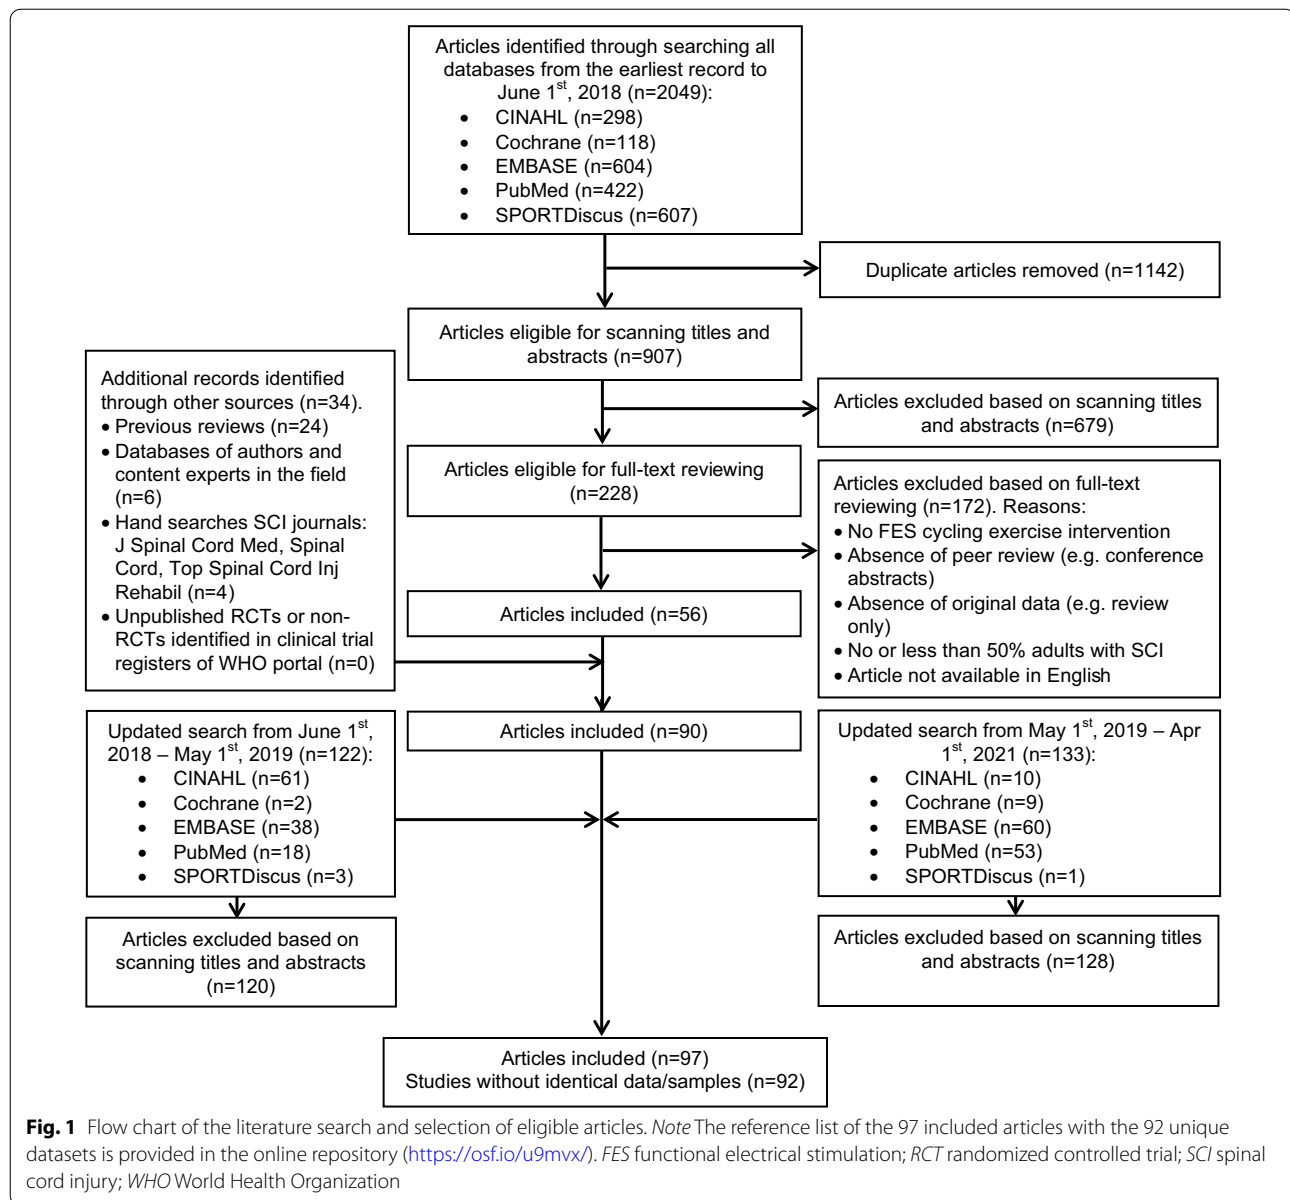 Articles identified through searching all
databases from the earliest record to
June 1st, 2018 (n=2049):
• CINAHL (n=298)
• Cochrane (n=118)
• EMBASE (n=604)
• PubMed (n=422)
• SPORTDiscus (n=607)
Duplicate articles removed (n=1142)
Articles eligible for scanning titles and
abstracts (n=907)
Articles excluded based on scanning titles
and abstracts (n=679)
Additional records identified
through other sources (n=34).
• Previous reviews (n=24)
• Databases of authors and
content experts in the field
(n=6)
• Hand searches SCI journals:
J Spinal Cord Med, Spinal
Cord, Top Spinal Cord Inj
Rehabil (n=4)
• Unpublished RCTs or non-
RCTs identified in clinical trial
registers of WHO portal (n=0)
Articles eligible for full-text reviewing
(n=228)
Articles excluded based on full-text
reviewing (n=172). Reasons:
• No FES cycling exercise intervention
• Absence of peer review (e.g. conference
abstracts)
• Absence of original data (e.g. review
only)
• No or less than 50% adults with SCI
• Article not available in English
Articles included (n=56)
Articles included (n=90)
Updated search from June 1st,
2018 – May 1st, 2019 (n=122):
• CINAHL (n=61)
• Cochrane (n=2)
• EMBASE (n=38)
• PubMed (n=18)
• SPORTDiscus (n=3)
Updated search from May 1st, 2019 – Apr
1st, 2021 (n=133):
• CINAHL (n=10)
• Cochrane (n=9)
• EMBASE (n=60)
• PubMed (n=53)
• SPORTDiscus (n=1)
Articles excluded based on
scanning titles and abstracts
(n=120)
Articles excluded based on scanning titles
and abstracts (n=128)
Articles included (n=97)
Studies without identical data/samples (n=92)
Fig. 1 Flow chart of the literature search and selection of eligible articles. Note The reference list of the 97 included articles with the 92 unique
datasets is provided in the online repository (https://osf.io/u9mvx/). FES functional electrical stimulation; RCT randomized controlled trial; SCI spinal
cord injury; WHO World Health Organization